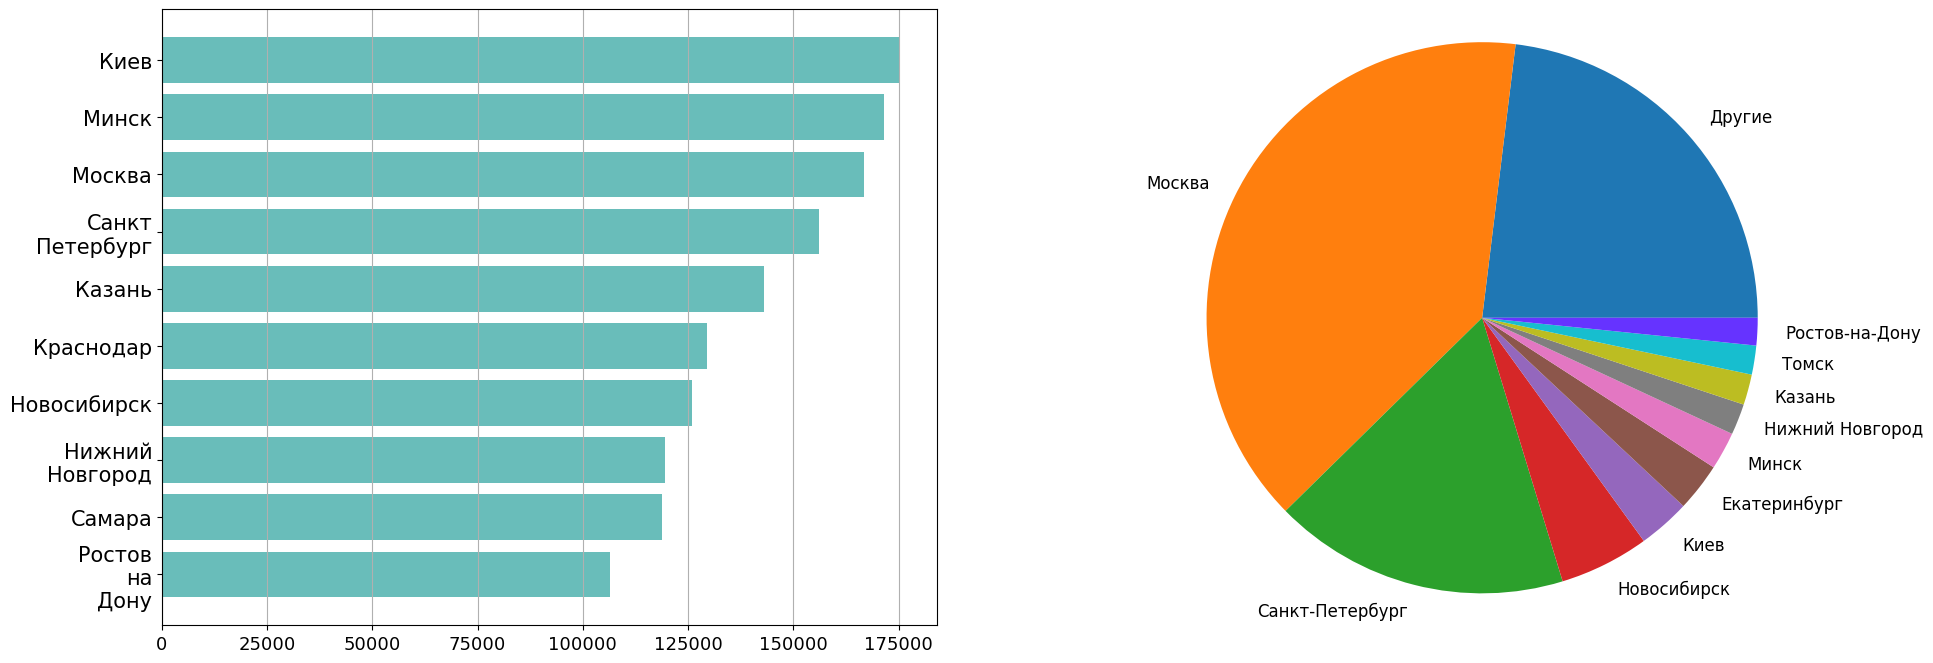 Киев
Минск
Москва
Санкт
Петербург
Казань
Краснодар
Новосибирск
Нижний
Новгород
Самара
Ростов
на
Дону
0 25000 50000 75000 100000 125000 150000 175000
Другие
Москва
Санкт-Петербург
Новосибирск
Киев
Екатеринбург
Минск
Нижний Новгород
Казань
Томск
Ростов-на-Дону